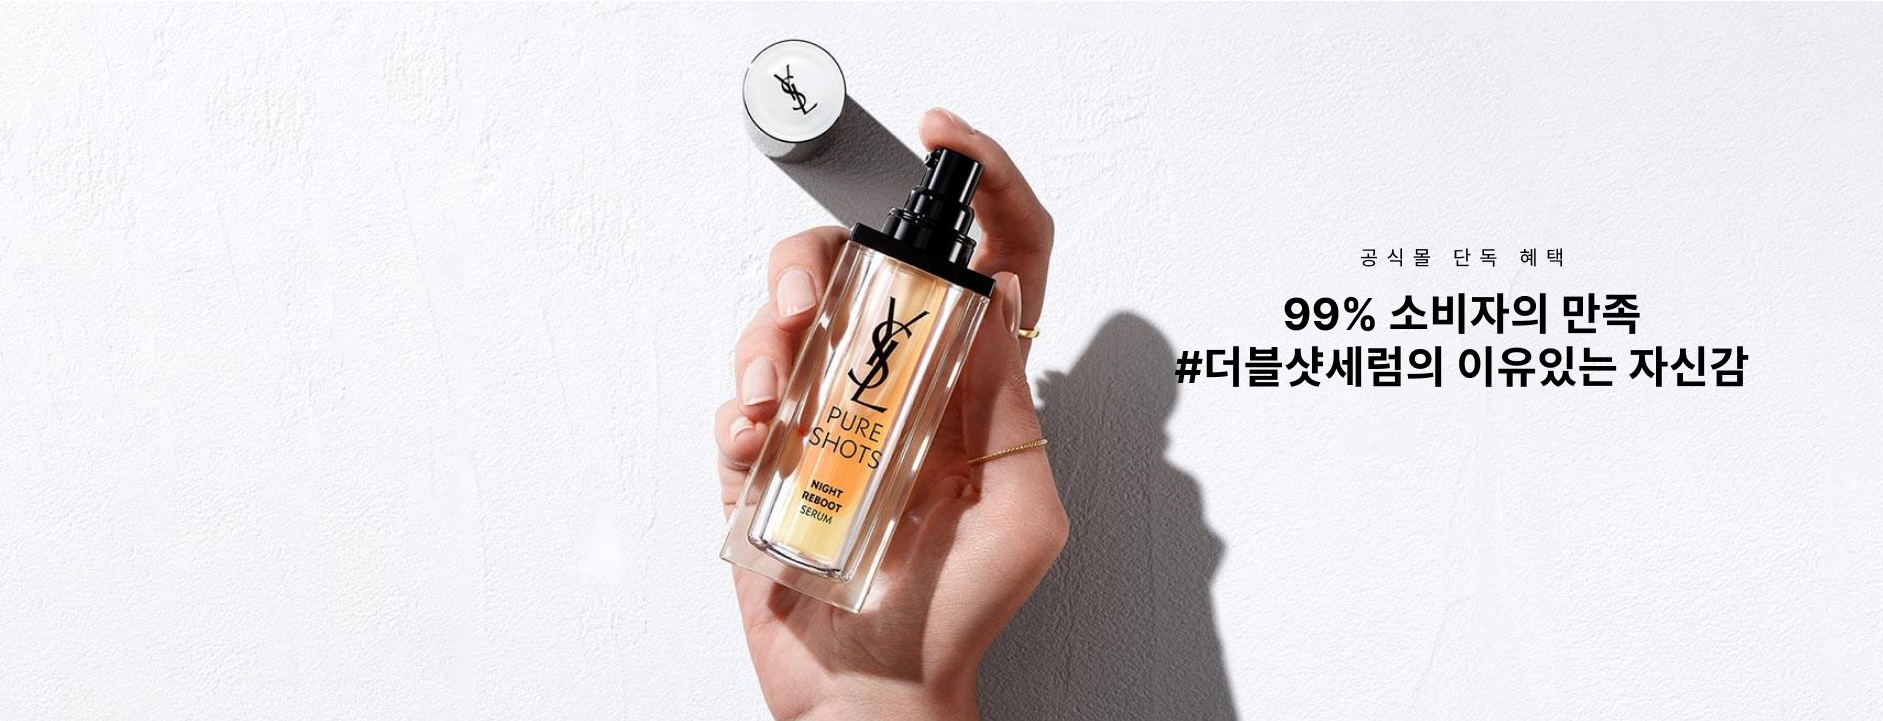 YSL
YSL
PURE
SHOTS
NIGHT
REBOOT
SERUM
공식몰 단독 혜택
99% 소비자의 만족
#더블샷세럼의 이유있는 자신감